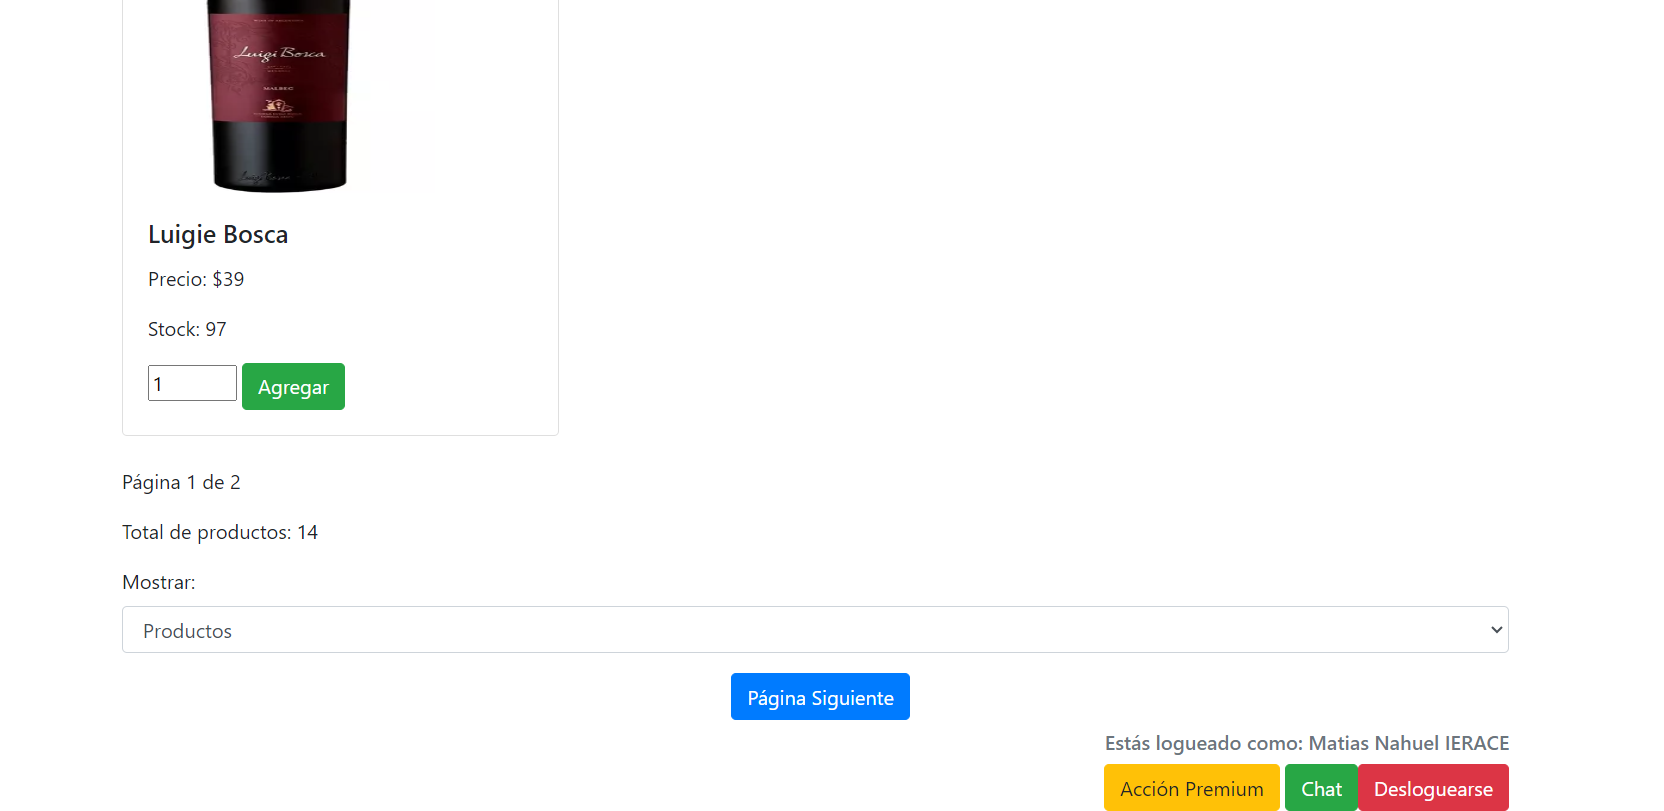 Luigi Bosca
MALBEC
Luigie Bosca
Precio: $39
Stock: 97
1 Agregar
Página 1 de 2
Total de productos: 14
Mostrar:
Productos
Página Siguiente
Estás logueado como: Matias Nahuel IERACE
Acción Premium Chat Desloguearse